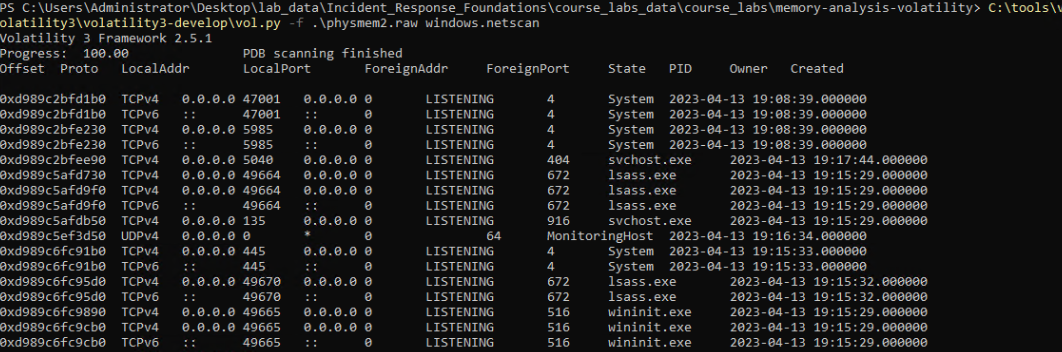 PS C:\Users\Administrator\Desktop\lab_data\Incident_Response_Foundations\course_labs_data\course_labs\memory-analysis-volatility> C:\tools\v
olatility3\volatility3-develop\vol.py -f .\physmem2.raw windows.netscan
Volatility 3 Framework 2.5.1
Progress: 100.00 PDB scanning finished
Offset Proto LocalAddr LocalPort ForeignAddr ForeignPort State PID Owner Created
0xd989c2bfd1b0 TCPv4 0.0.0.0 47001 0.0.0.0 0 LISTENING 4 System 2023-04-13 19:08:39.000000
0xd989c2bfd1b0 TCPv6 :: 47001 :: 0 LISTENING 4 System 2023-04-13 19:08:39.000000
0xd989c2bfe230 TCPv4 0.0.0.0 5985 0.0.0.0 0 LISTENING 4 System 2023-04-13 19:08:39.000000
0xd989c2bfe230 TCPv6 :: 5985 :: 0 LISTENING 4 System 2023-04-13 19:08:39.000000
0xd989c2bfee90 TCPv4 0.0.0.0 5040 0.0.0.0 0 LISTENING 404 svchost.exe 2023-04-13 19:17:44.000000
0xd989c5afd730 TCPv4 0.0.0.0 49664 0.0.0.0 0 LISTENING 672 lsass.exe 2023-04-13 19:15:29.000000
0xd989c5afd9f0 TCPv4 0.0.0.0 49664 0.0.0.0 0 LISTENING 672 lsass.exe 2023-04-13 19:15:29.000000
0xd989c5afd9f0 TCPv6 :: 49664 :: 0 LISTENING 672 lsass.exe 2023-04-13 19:15:29.000000
0xd989c5afdb50 TCPv4 0.0.0.0 135 0.0.0.0 0 LISTENING 916 svchost.exe 2023-04-13 19:15:29.000000
0xd989c5ef3d50 UDPv4 0.0.0.0 0 * 0 64 MonitoringHost 2023-04-13 19:16:34.000000
0xd989c6fc91b0 TCPv4 0.0.0.0 445 0.0.0.0 0 LISTENING 4 System 2023-04-13 19:15:33.000000
0xd989c6fc91b0 TCPv6 :: 445 :: 0 LISTENING 4 System 2023-04-13 19:15:33.000000
0xd989c6fc95d0 TCPv4 0.0.0.0 49670 0.0.0.0 0 LISTENING 672 lsass.exe 2023-04-13 19:15:32.000000
0xd989c6fc95d0 TCPv6 :: 49670 :: 0 LISTENING 672 lsass.exe 2023-04-13 19:15:32.000000
0xd989c6fc9890 TCPv4 0.0.0.0 49665 0.0.0.0 0 LISTENING 516 wininit.exe 2023-04-13 19:15:29.000000
0xd989c6fc9cb0 TCPv4 0.0.0.0 49665 0.0.0.0 0 LISTENING 516 wininit.exe 2023-04-13 19:15:29.000000
0xd989c6fc9cb0 TCPv6 :: 49665 :: 0 LISTENING 516 wininit.exe 2023-04-13 19:15:29.000000